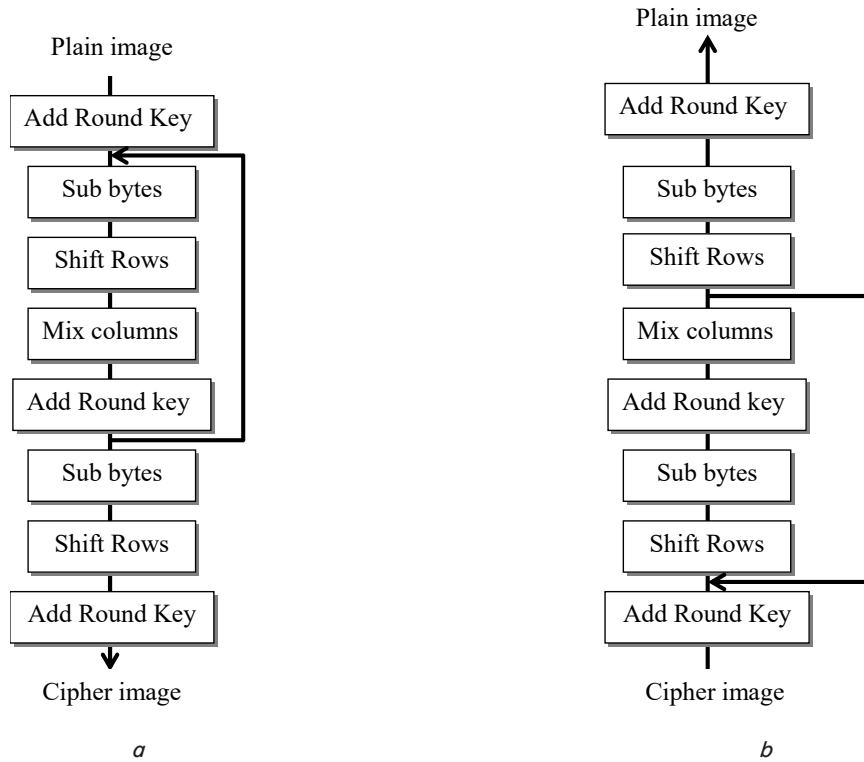 Plain image
Add Round Key
Sub bytes
Shift Rows
Mix columns
Add Round key
Sub bytes
Shift Rows
Add Round Key
Cipher image
a
Plain image
Add Round Key
Sub bytes
Shift Rows
Mix columns
Add Round key
Sub bytes
Shift Rows
Add Round Key
Cipher image
b